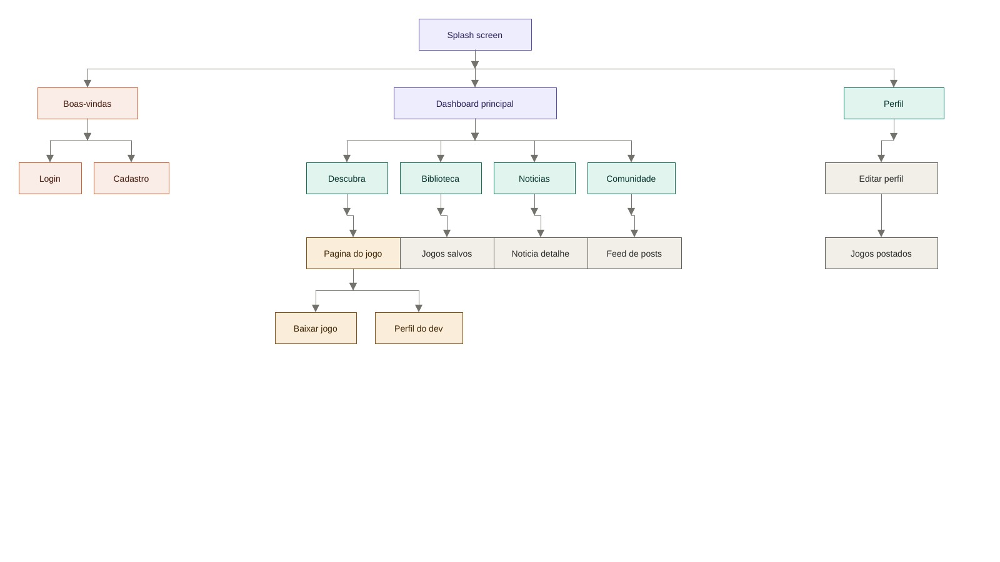 Splash screen
Boas-vindas
Dashboard principal
Perfil
Login
Cadastro
Descubra
Biblioteca
Noticias
Comunidade
Editar perfil
Pagina do jogo
Jogos salvos
Noticia detalhe
Feed de posts
Jogos postados
Baixar jogo
Perfil do dev